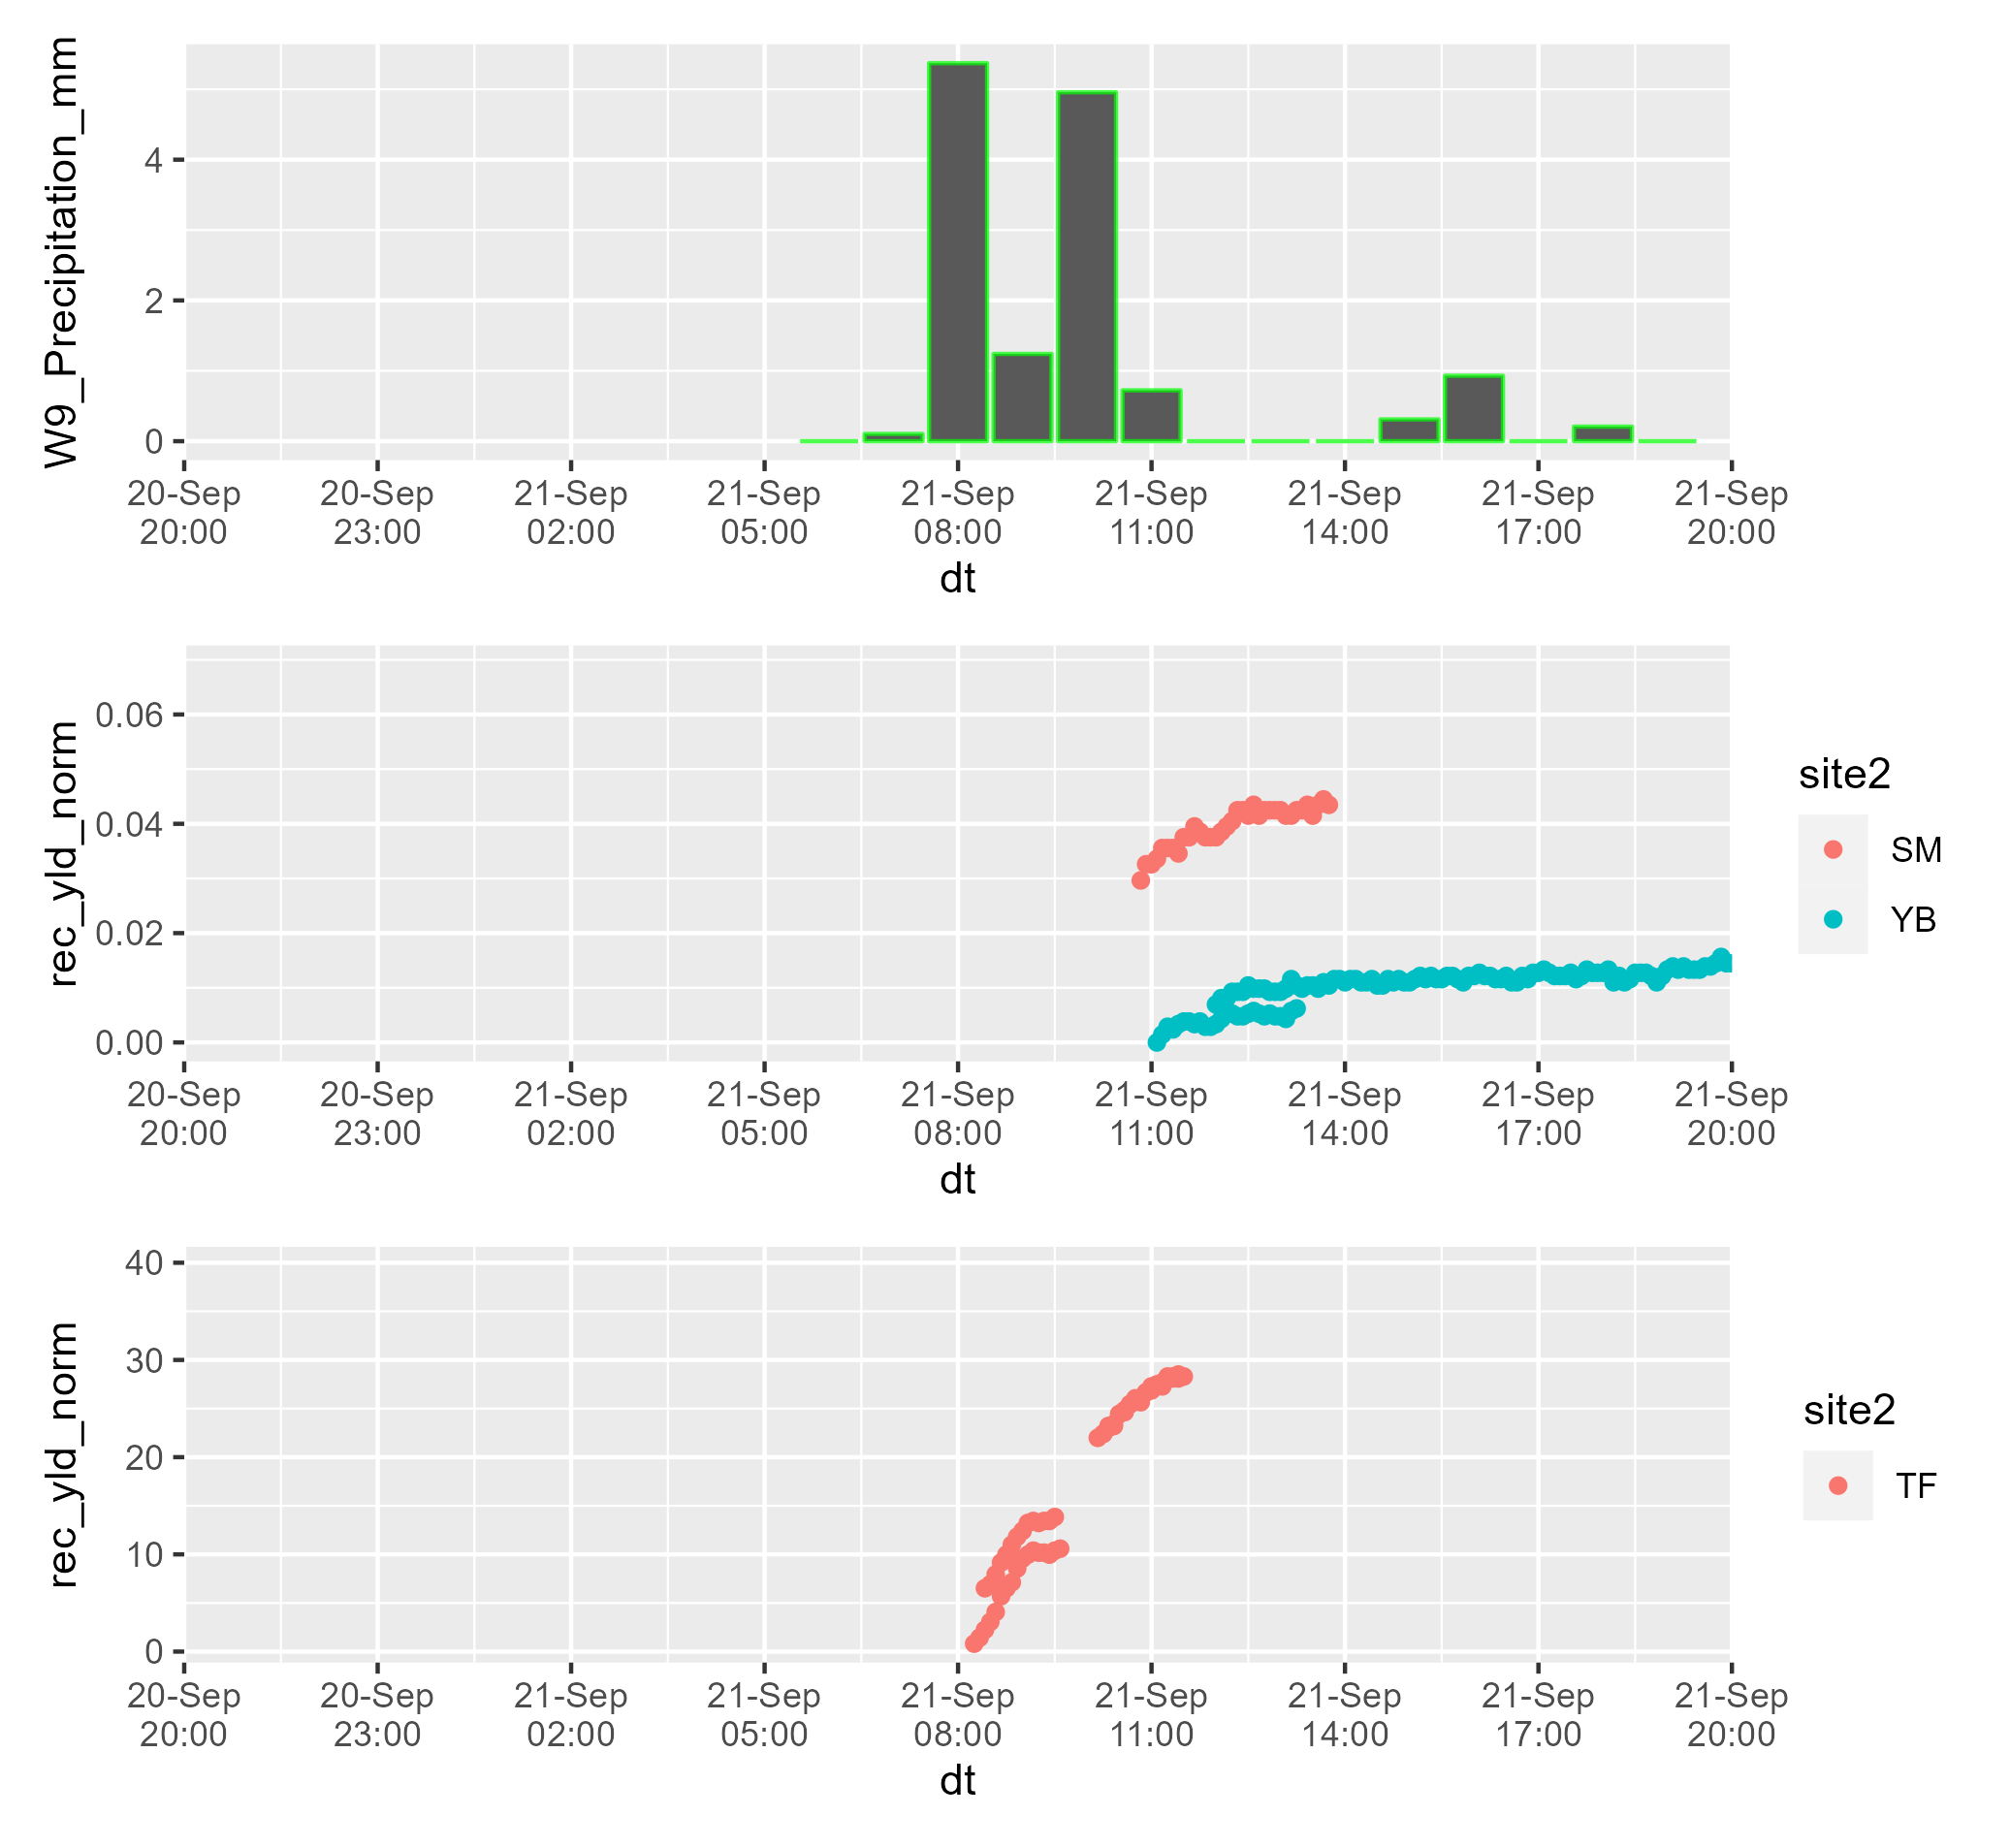 W9_Precipitation_mm
4
2
0
20-Sep 20-Sep 21-Sep 21-Sep 21-Sep 21-Sep 21-Sep 21-Sep 21-Sep
20:00 23:00 02:00 05:00 08:00 11:00 14:00 17:00 20:00
dt
rec_yld_norm
0.06
0.04
0.02
0.00
20-Sep 20-Sep 21-Sep 21-Sep 21-Sep 21-Sep 21-Sep 21-Sep 21-Sep
20:00 23:00 02:00 05:00 08:00 11:00 14:00 17:00 20:00
dt
site2
SM
YB
rec_yld_norm
40
30
20
10
0
20-Sep 20-Sep 21-Sep 21-Sep 21-Sep 21-Sep 21-Sep 21-Sep 21-Sep
20:00 23:00 02:00 05:00 08:00 11:00 14:00 17:00 20:00
dt
site2
TF